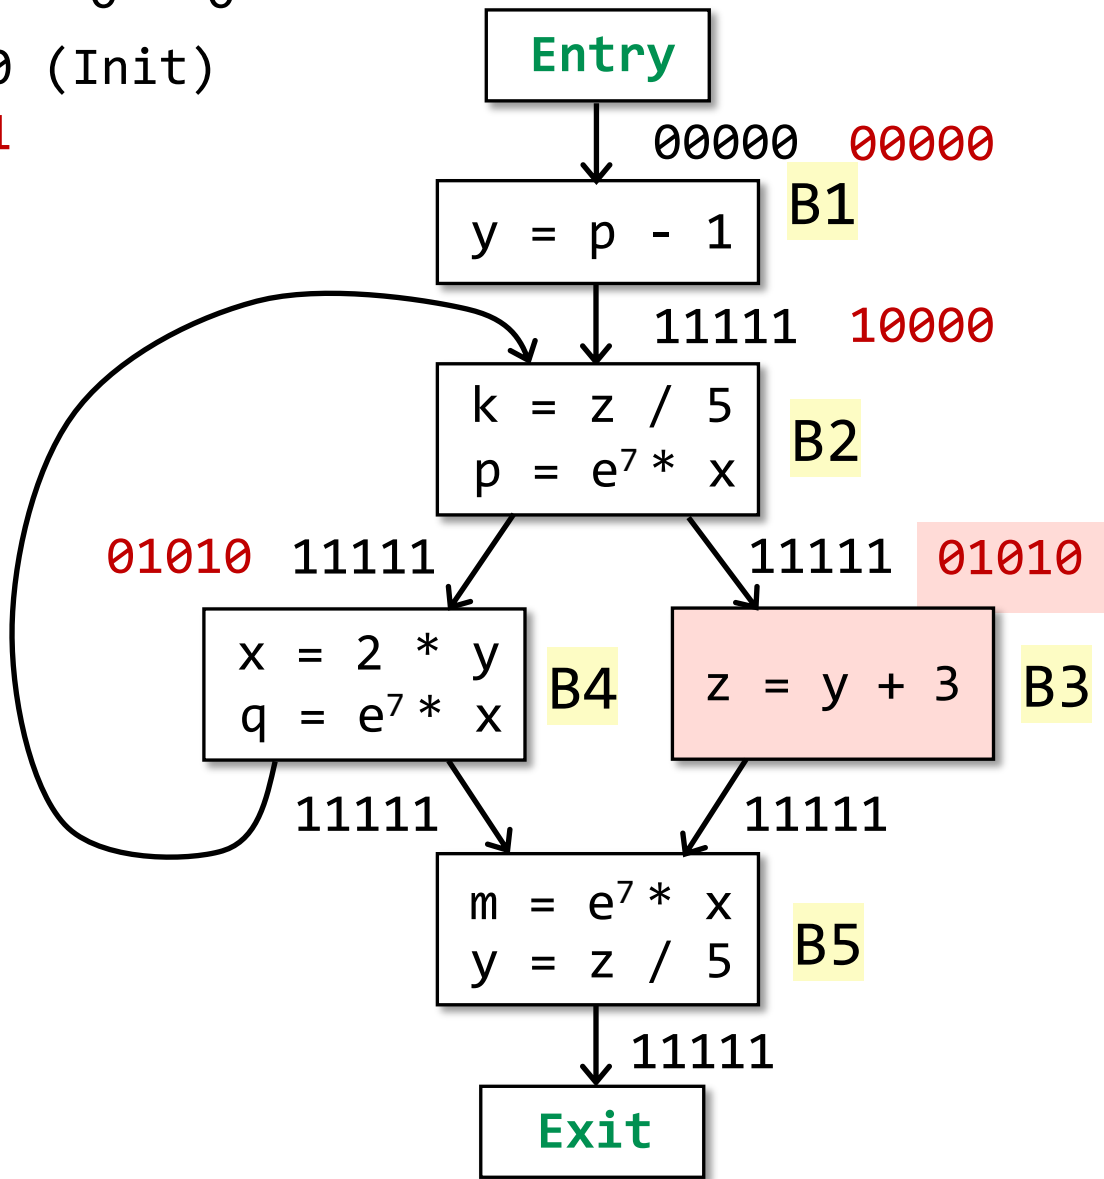 0 (Init)
Entry
00000 00000
B1
y = p - 1
11111 10000
k = z / 5
p = e⁷ * x
B2
01010 11111
11111 01010
x = 2 * y
q = e⁷ * x
B4
z = y + 3
B3
11111
11111
m = e⁷ * x
y = z / 5
B5
11111
Exit